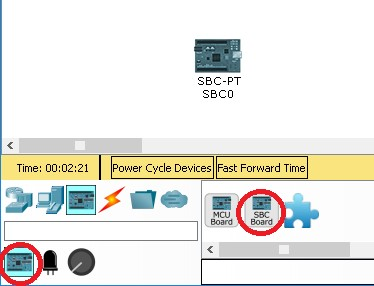 SBC-PT
SBC0
Time: 00:02:21
Power Cycle Devices
Fast Forward Time
MCU
Board
SBC
Board